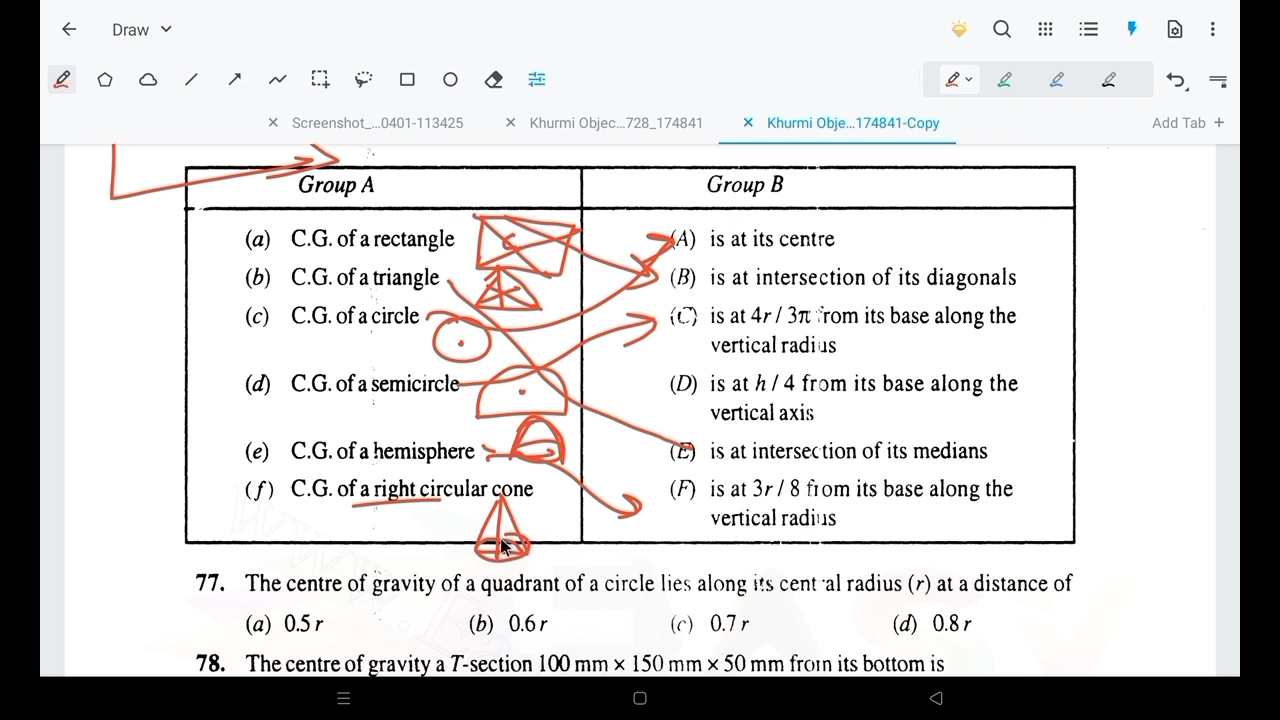 Draw
Screenshot_...0401-113425
Khurmi Objec...728_174841
Khurmi Obje...174841-Copy
Add Tab +
Group A
Group B
(a) C.G. of a rectangle
(A) is at its centre
(b) C.G. of a triangle
(B) is at intersection of its diagonals
(c) C.G. of a circle
(C) is at 4r / 3π from its base along the
vertical radius
(d) C.G. of a semicircle
(D) is at h / 4 from its base along the
vertical axis
(e) C.G. of a hemisphere
(E) is at intersection of its medians
(f) C.G. of a right circular cone
(F) is at 3r / 8 from its base along the
vertical radius
77. The centre of gravity of a quadrant of a circle lies along its central radius (r) at a distance of
(a) 0.5 r (b) 0.6 r (c) 0.7 r (d) 0.8 r
78. The centre of gravity a T-section 100 mm × 150 mm × 50 mm from its bottom is